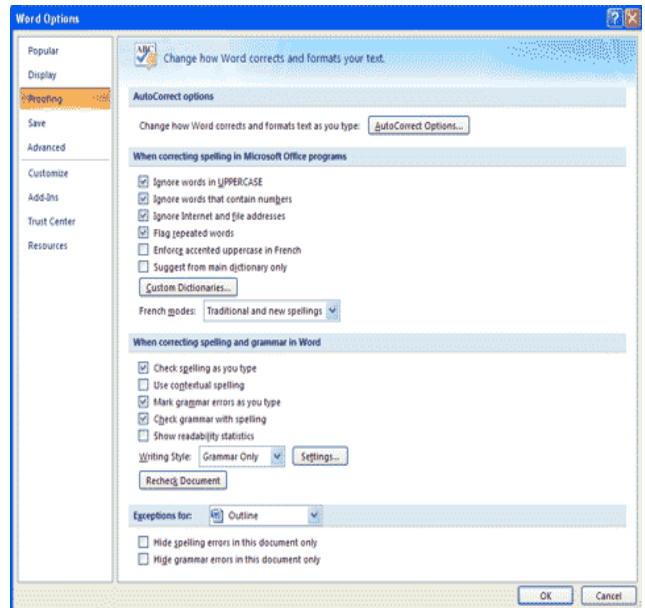 Word Options
Popular
Display
Proofing
Save
Advanced
Customize
Add-Ins
Trust Center
Resources
ABC
Change how Word corrects and formats your text.
AutoCorrect options
Change how Word corrects and formats text as you type: AutoCorrect Options...
When correcting spelling in Microsoft Office programs
Ignore words in UPPERCASE
Ignore words that contain numbers
Ignore Internet and file addresses
Flag repeated words
Enforce accented uppercase in French
Suggest from main dictionary only
Custom Dictionaries...
French modes: Traditional and new spellings
When correcting spelling and grammar in Word
Check spelling as you type
Use contextual spelling
Mark grammar errors as you type
Check grammar with spelling
Show readability statistics
Writing Style: Grammar Only Settings...
Recheck Document
Exceptions for: Outline
Hide spelling errors in this document only
Hide grammar errors in this document only
OK Cancel